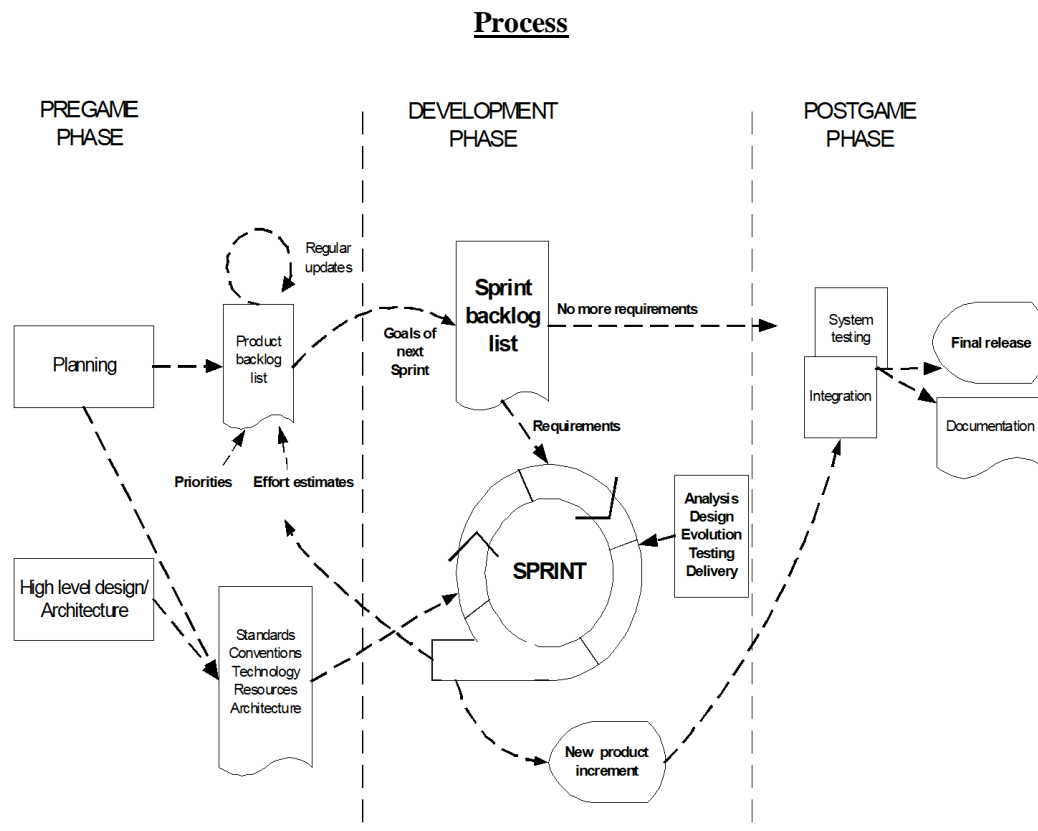 Process
PREGAME
PHASE
DEVELOPMENT
PHASE
POSTGAME
PHASE
Regular
updates
Planning
Product
backlog
list
Priorities
Effort estimates
High level design/
Architecture
Standards
Conventions
Technology
Resources
Architecture
Goals of
next
Sprint
Sprint
backlog
list
No more requirements
Requirements
SPRINT
Analysis
Design
Evolution
Testing
Delivery
New product
increment
System
testing
Integration
Final release
Documentation